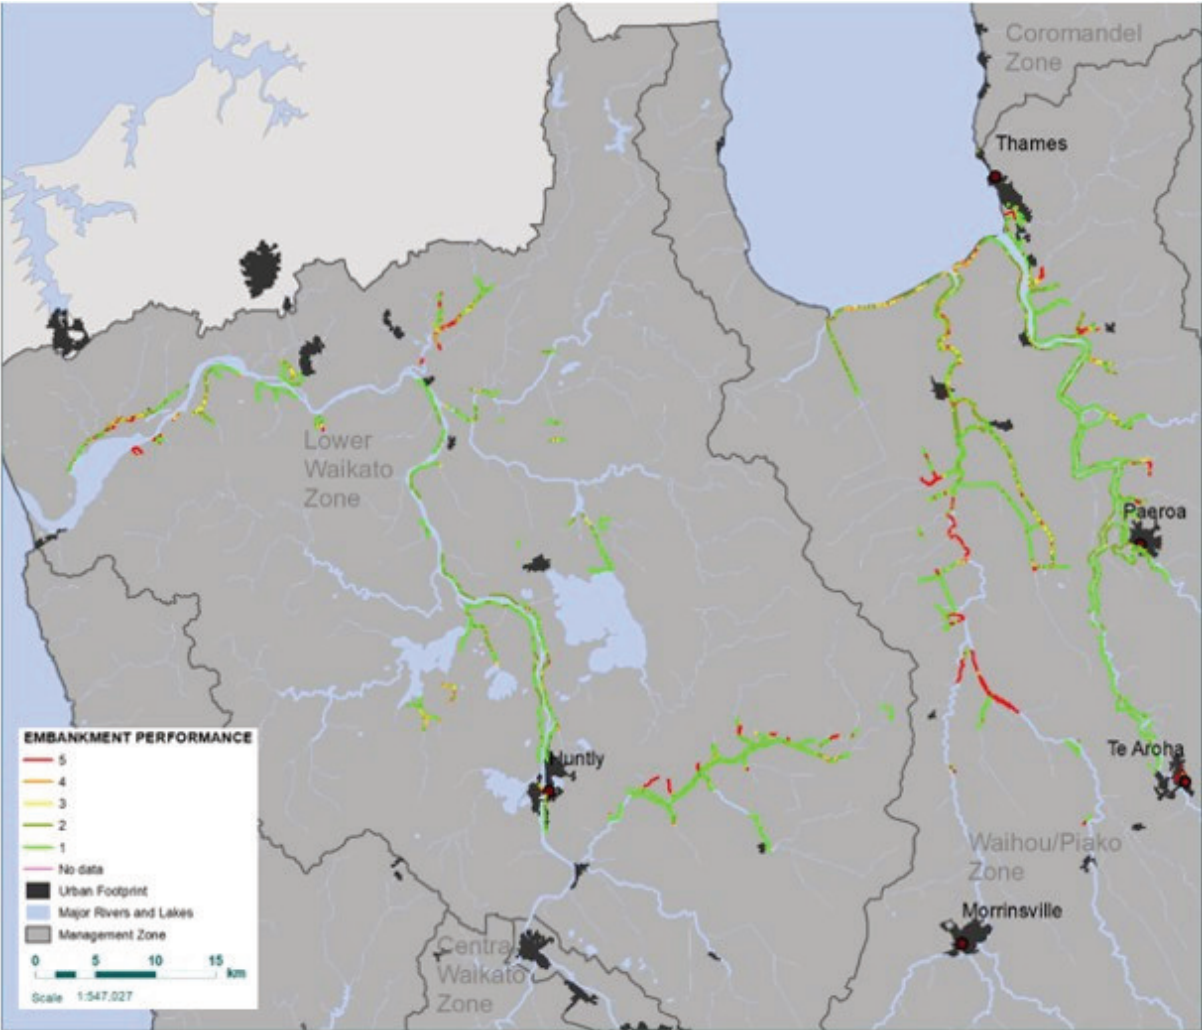 Coromandel
Zone
Thames
Lower
Waikato
Zone
Paeroa
EMBANKMENT PERFORMANCE
5
4
3
2
1
No data
Urban Footprint
Major Rivers and Lakes
Management Zone
0 5 10 15
km
Scale 1:547,027
Huntly
Te Aroha
Waihou/Piako
Zone
Morrinsville
Central
Waikato
Zone